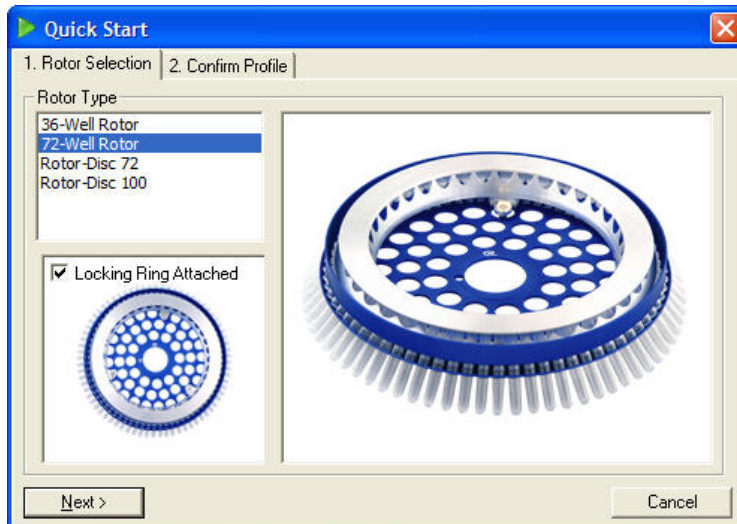 Quick Start
1. Rotor Selection
2. Confirm Profile
Rotor Type
36-Well Rotor
72-Well Rotor
Rotor-Disc 72
Rotor-Disc 100
Locking Ring Attached
Next >
Cancel